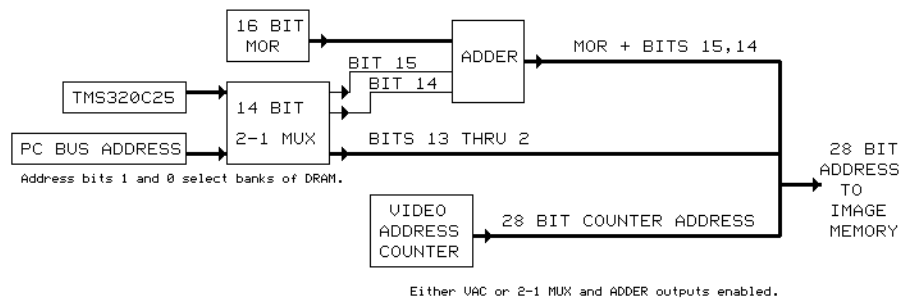 16 BIT
MOR
ADDER
MOR + BITS 15,14
BIT 15
BIT 14
TMS320C25
14 BIT
2-1 MUX
PC BUS ADDRESS
BITS 13 THRU 2
Address bits 1 and 0 select banks of DRAM.
28 BIT
ADDRESS
TO
IMAGE
MEMORY
VIDEO
ADDRESS
COUNTER
28 BIT COUNTER ADDRESS
Either VAC or 2-1 MUX and ADDER outputs enabled.